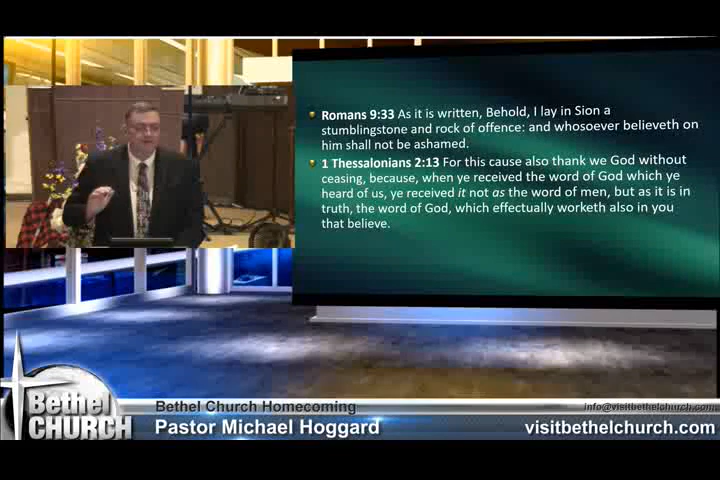 Romans 9:33 As it is written, Behold, I lay in Sion a
stumblingstone and rock of offence: and whosoever believeth on
him shall not be ashamed.
1 Thessalonians 2:13 For this cause also thank we God without
ceasing, because, when ye received the word of God which ye
heard of us, ye received it not as the word of men, but as it is in
truth, the word of God, which effectually worketh also in you
that believe.
Bethel
CHURCH
Bethel Church Homecoming
info@visitbethelchurch.com
Pastor Michael Hoggard
visitbethelchurch.com